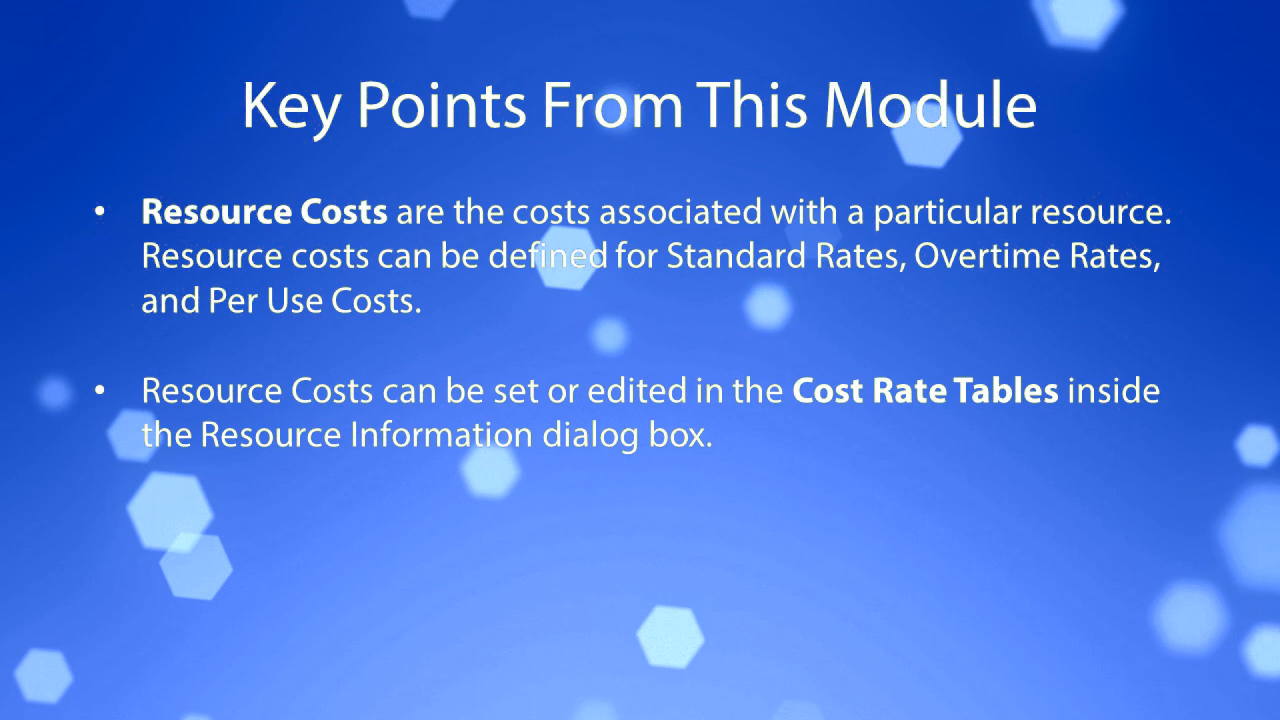 Key Points From This Module
• Resource Costs are the costs associated with a particular resource.
Resource costs can be defined for Standard Rates, Overtime Rates,
and Per Use Costs.
• Resource Costs can be set or edited in the Cost Rate Tables inside
the Resource Information dialog box.